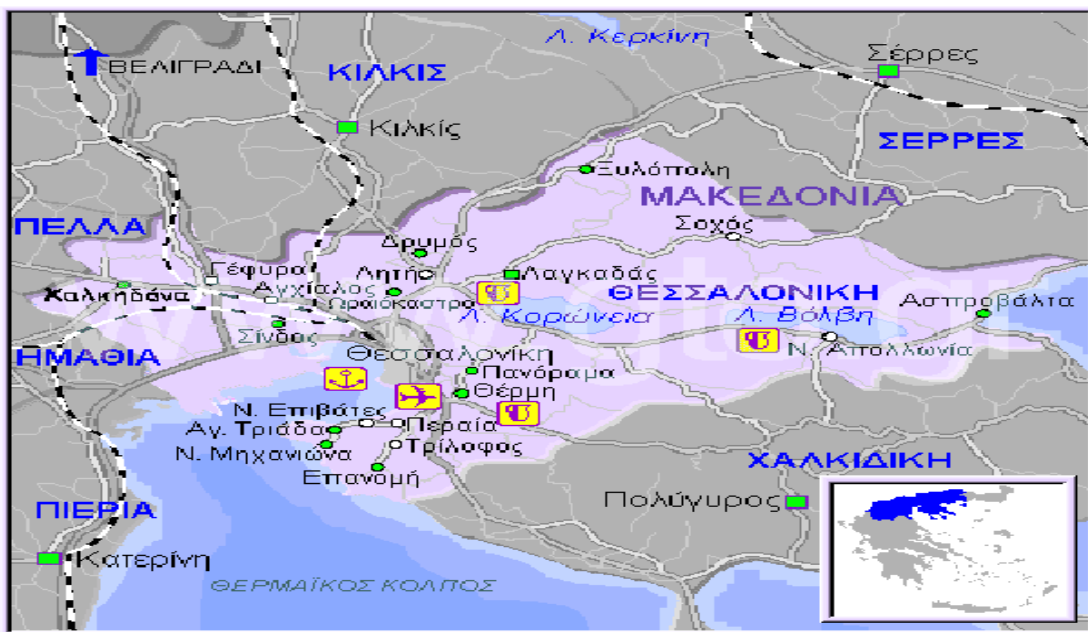 Λ. Κερκίνη
Σέρρες
ΒΕΛΙΓΡΑΔΙ
ΚΙΛΚΙΣ
Κιλκίς
ΣΕΡΡΕΣ
Ξυλόπολη
ΜΑΚΕΔΟΝΙΑ
ΠΕΛΛΑ
Σοχός
Δρυμός
Γέφυρα
Λητή
Λαγκαδάς
Αγχίαλος
Χαλκηδόνα
Ωραιόκαστρο
ΘΕΣΣΑΛΟΝΙΚΗ
Ασπροβάλτα
Λ. Κορώνεια
Λ. Βόλβη
Σίνδος
ΗΜΑΘΙΑ
Θεσσαλονίκη
Ν. Απολλωνία
Πανόραμα
Θέρμη
Ν. Επιβάτες
Περαία
Αγ. Τριάδα
Τρίλοφος
Ν. Μηχανιώνα
Επανομή
ΧΑΛΚΙΔΙΚΗ
Πολύγυρος
ΠΙΕΡΙΑ
Κατερίνη
ΘΕΡΜΑΪΚΟΣ ΚΟΛΠΟΣ